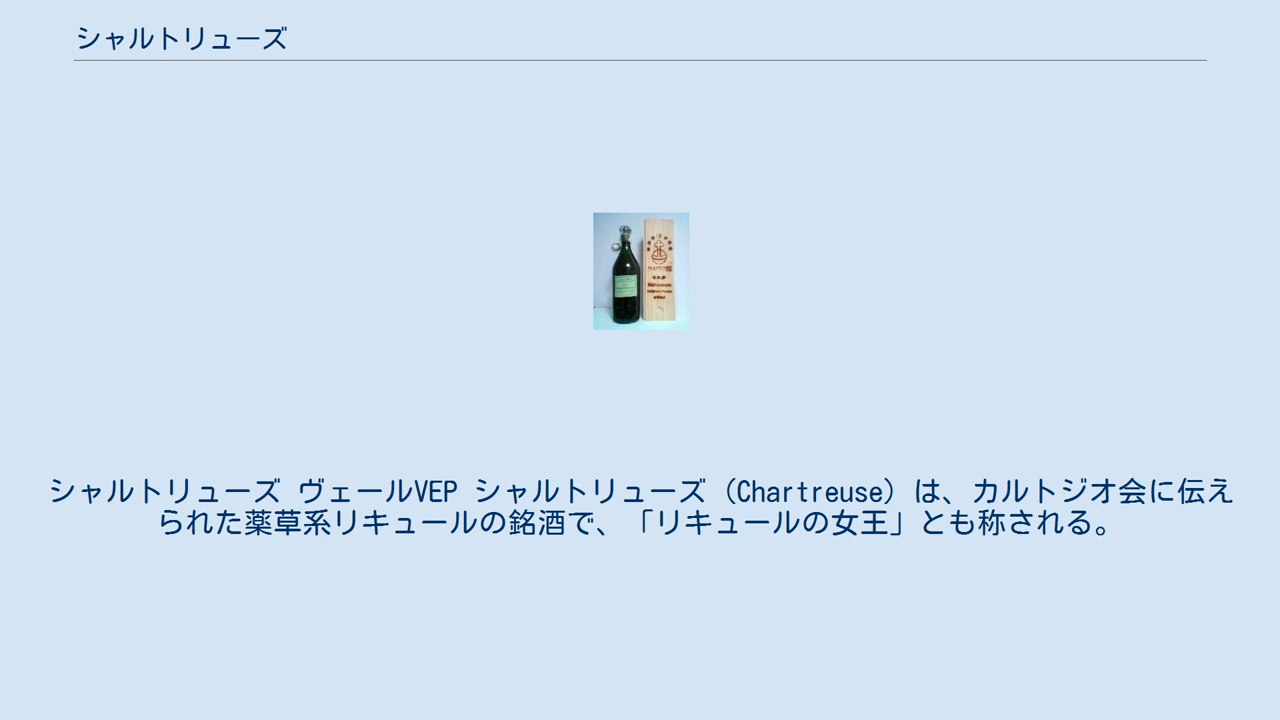 シャルトリューズ
シャルトリューズ ヴェールVEP シャルトリューズ（Chartreuse）は、カルトジオ会に伝え
られた薬草系リキュールの銘酒で、「リキュールの女王」とも称される。